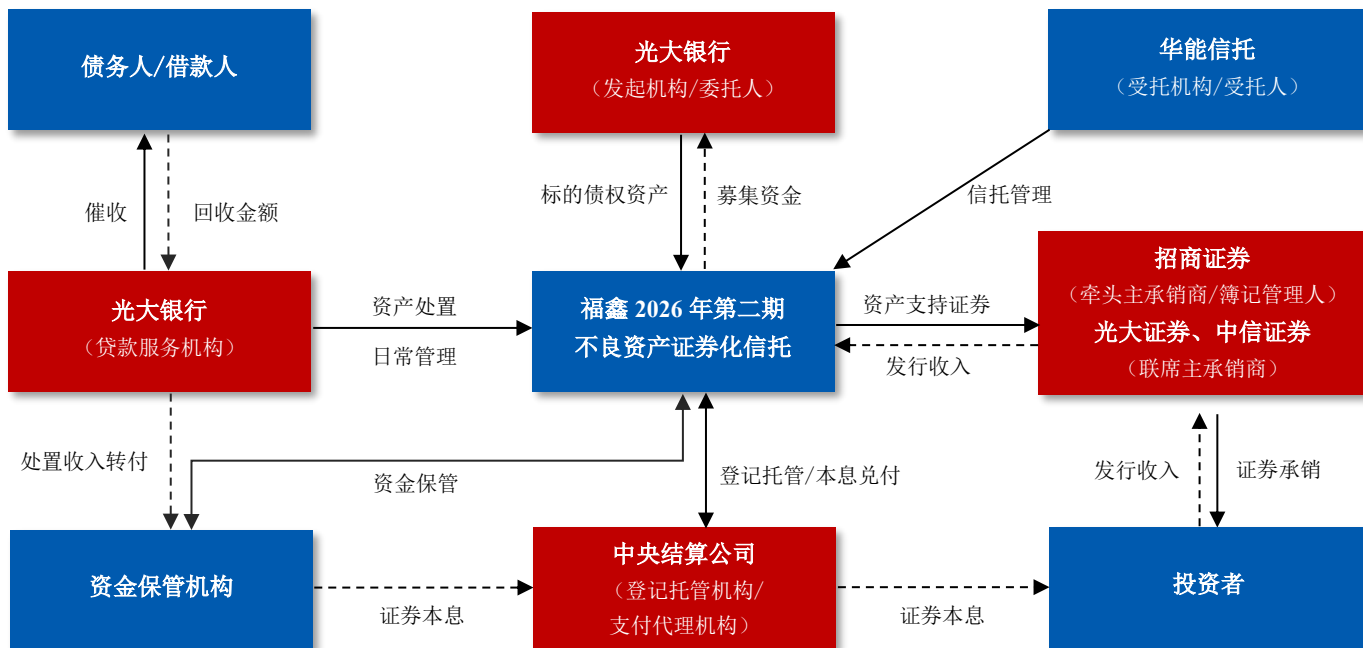 债务人/借款人
光大银行
（发起机构/委托人）
华能信托
（受托机构/受托人）
催收
回收金额
标的债权资产
募集资金
信托管理
光大银行
（贷款服务机构）
资产处置
日常管理
福鑫 2026 年第二期
不良资产证券化信托
资产支持证券
发行收入
招商证券
（牵头主承销商/簿记管理人）
光大证券、中信证券
（联席主承销商）
处置收入转付
资金保管
登记托管/本息兑付
发行收入
证券承销
资金保管机构
证券本息
中央结算公司
（登记托管机构/
支付代理机构）
证券本息
投资者